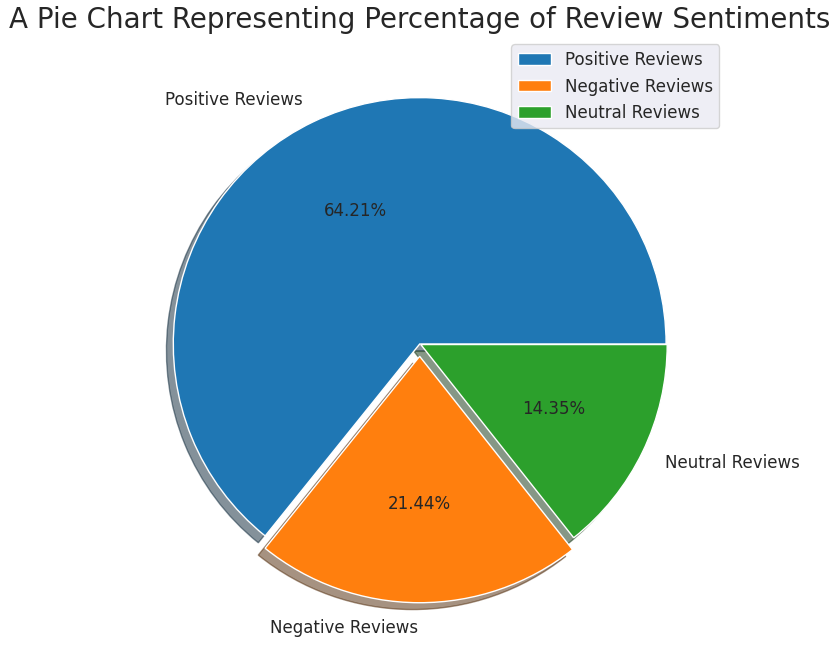 A Pie Chart Representing Percentage of Review Sentiments
Positive Reviews
Negative Reviews
Neutral Reviews
Positive Reviews
64.21%
14.35%
Neutral Reviews
21.44%
Negative Reviews